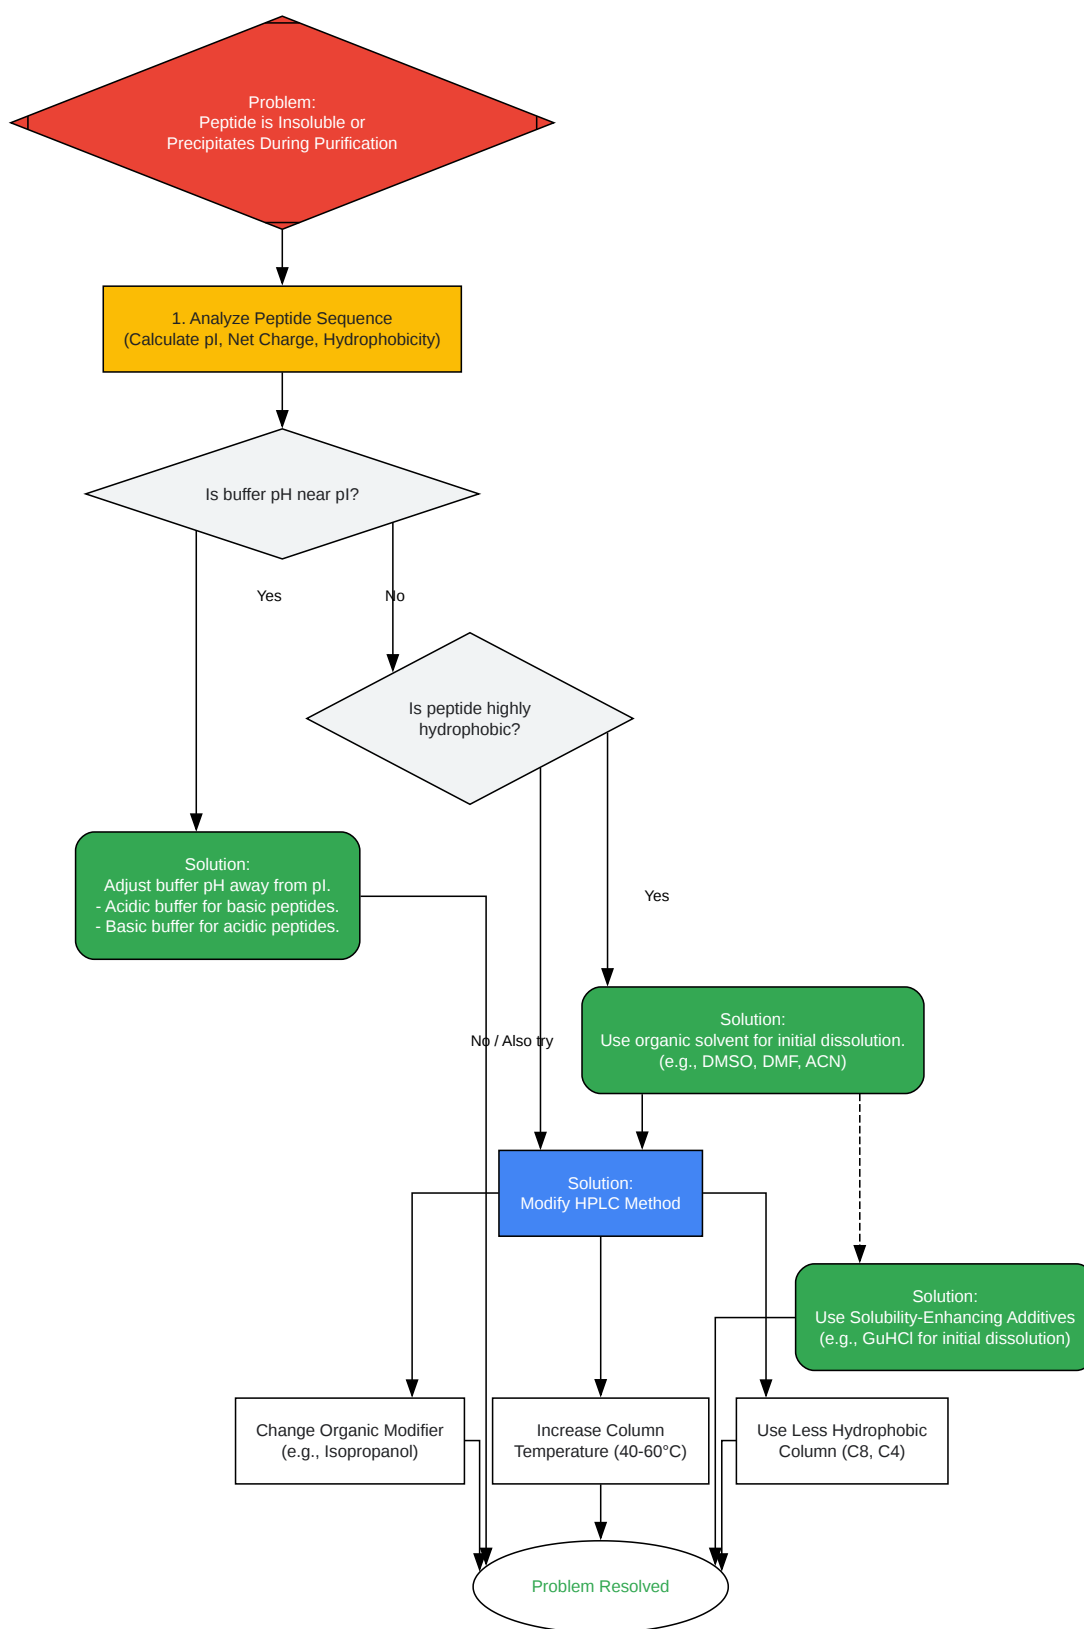 Problem:
Peptide is Insoluble or
Precipitates During Purification
1. Analyze Peptide Sequence
(Calculate pI, Net Charge, Hydrophobicity)
Is buffer pH near pI?
Yes
No
Is peptide highly
hydrophobic?
Solution:
Adjust buffer pH away from pI.
- Acidic buffer for basic peptides.
- Basic buffer for acidic peptides.
Yes
Solution:
Use organic solvent for initial dissolution.
(e.g., DMSO, DMF, ACN)
No / Also try
Solution:
Modify HPLC Method
Solution:
Use Solubility-Enhancing Additives
(e.g., GuHCl for initial dissolution)
Change Organic Modifier
(e.g., Isopropanol)
Increase Column
Temperature (40-60°C)
Use Less Hydrophobic
Column (C8, C4)
Problem Resolved